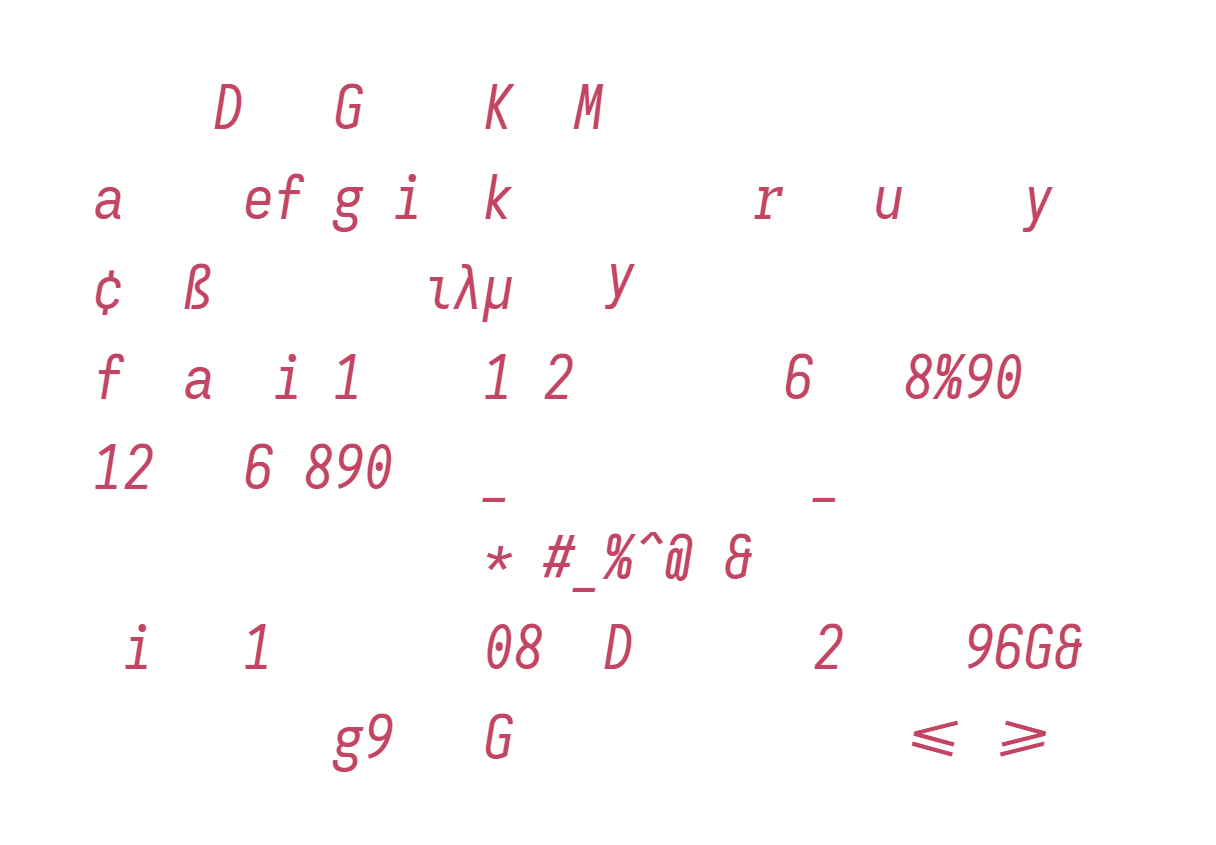 D G K M
a ef g i k r u y
¢ ß ιλμ y
f a i 1 1 2 6 8%90
12 6 890 _ _
* #_%^@ &
i 1 08 D 2 96G&
g9 G ⩽ ⩾